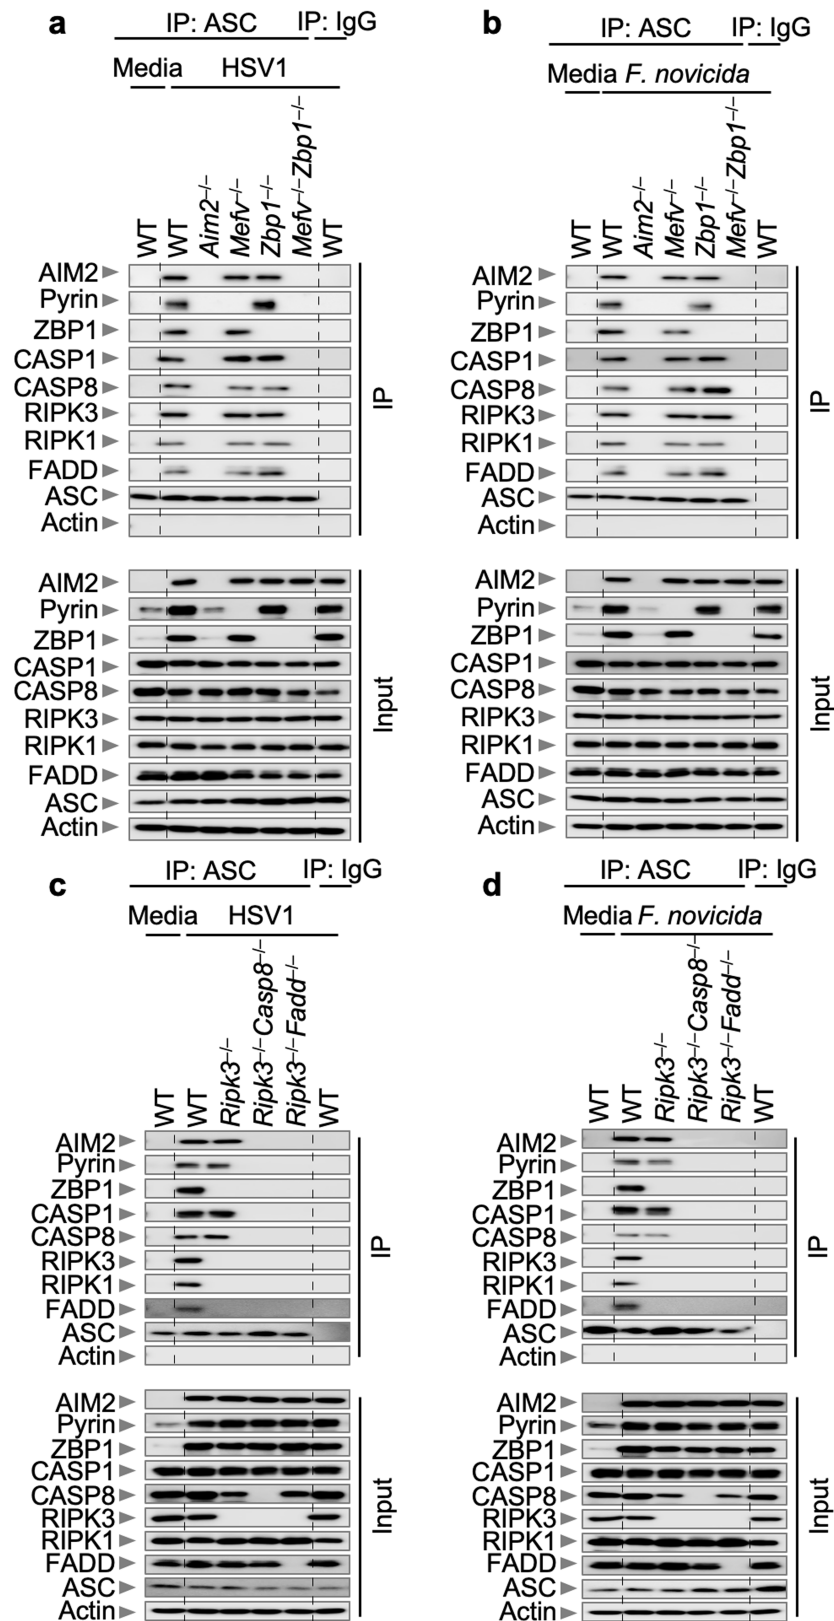 a
IP: ASC IP: IgG
Media HSV1
WT WT Aim2–/– Mefv–/– Zbp1–/– Mefv–/–Zbp1–/– WT
AIM2
Pyrin
ZBP1
CASP1
CASP8
RIPK3
RIPK1
FADD
ASC
Actin
IP
AIM2
Pyrin
ZBP1
CASP1
CASP8
RIPK3
RIPK1
FADD
ASC
Actin
Input
b
IP: ASC IP: IgG
Media F. novicida
WT WT Aim2–/– Mefv–/– Zbp1–/– Mefv–/–Zbp1–/– WT
AIM2
Pyrin
ZBP1
CASP1
CASP8
RIPK3
RIPK1
FADD
ASC
Actin
IP
AIM2
Pyrin
ZBP1
CASP1
CASP8
RIPK3
RIPK1
FADD
ASC
Actin
Input
c
IP: ASC IP: IgG
Media HSV1
WT WT Ripk3–/– Ripk3–/–Casp8–/– Ripk3–/–Fadd–/– WT
AIM2
Pyrin
ZBP1
CASP1
CASP8
RIPK3
RIPK1
FADD
ASC
Actin
IP
AIM2
Pyrin
ZBP1
CASP1
CASP8
RIPK3
RIPK1
FADD
ASC
Actin
Input
d
IP: ASC IP: IgG
Media F. novicida
WT WT Ripk3–/– Ripk3–/–Casp8–/– Ripk3–/–Fadd–/– WT
AIM2
Pyrin
ZBP1
CASP1
CASP8
RIPK3
RIPK1
FADD
ASC
Actin
IP
AIM2
Pyrin
ZBP1
CASP1
CASP8
RIPK3
RIPK1
FADD
ASC
Actin
Input